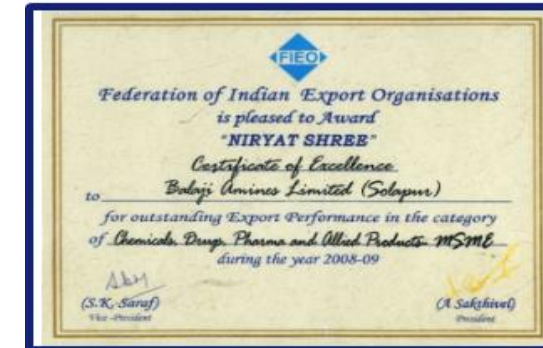 FIEO
Federation of Indian Export Organisations
is pleased to Award
"NIRYAT SHREE"
Certificate of Excellence
to Balaji Amines Limited (Solapur)
for outstanding Export Performance in the category
of Chemicals, Drugs, Pharma and Allied Products - MSME
during the year 2008-09
(S.K. Saraf)
(A Sakthivel)
Vice -President
President